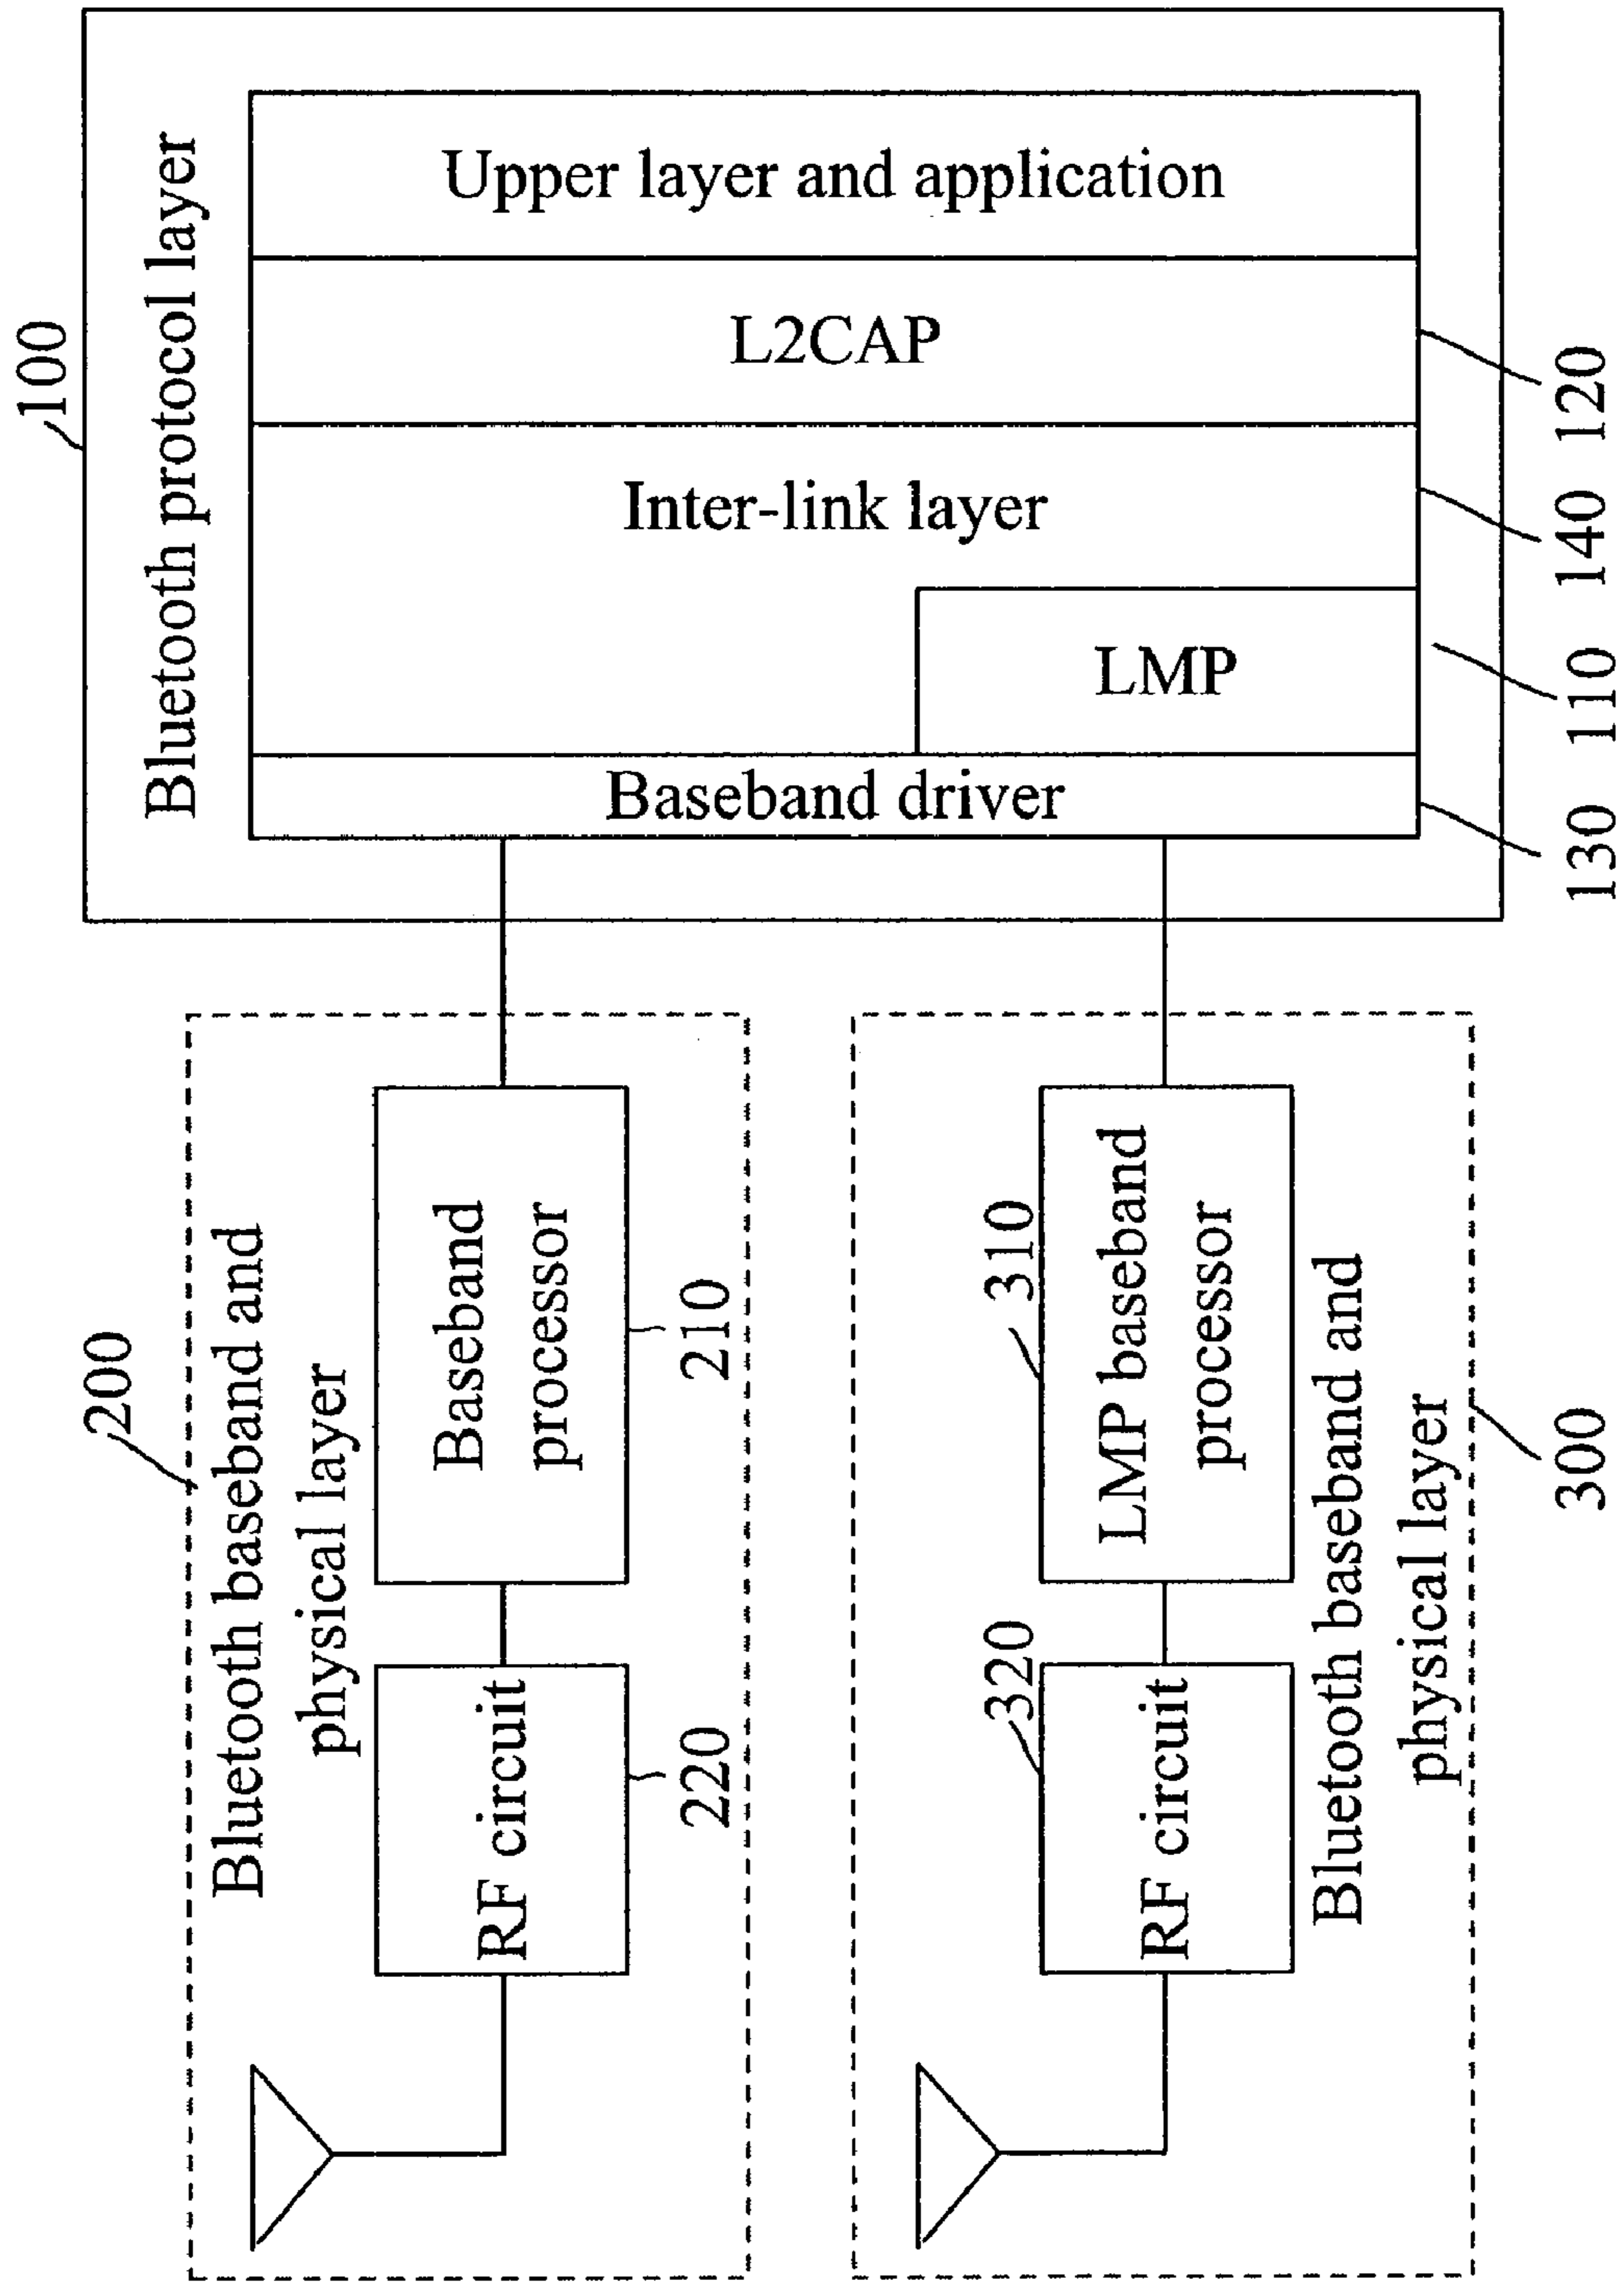 100
Bluetooth protocol layer
Upper layer and application
L2CAP
120
Inter-link layer
140
LMP
110
Baseband driver
130
200
Bluetooth baseband and
physical layer
Baseband
processor
210
RF circuit
220
310
LMP baseband
processor
320
RF circuit
Bluetooth baseband and
physical layer
300